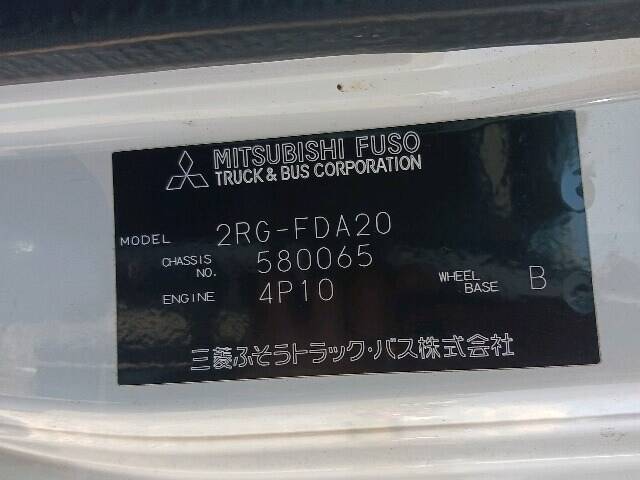 MITSUBISHI FUSO
TRUCK & BUS CORPORATION
MODEL 2RG-FDA20
CHASSIS NO. 580065
ENGINE 4P10
WHEEL BASE B
三菱ふそうトラック・バス株式会社